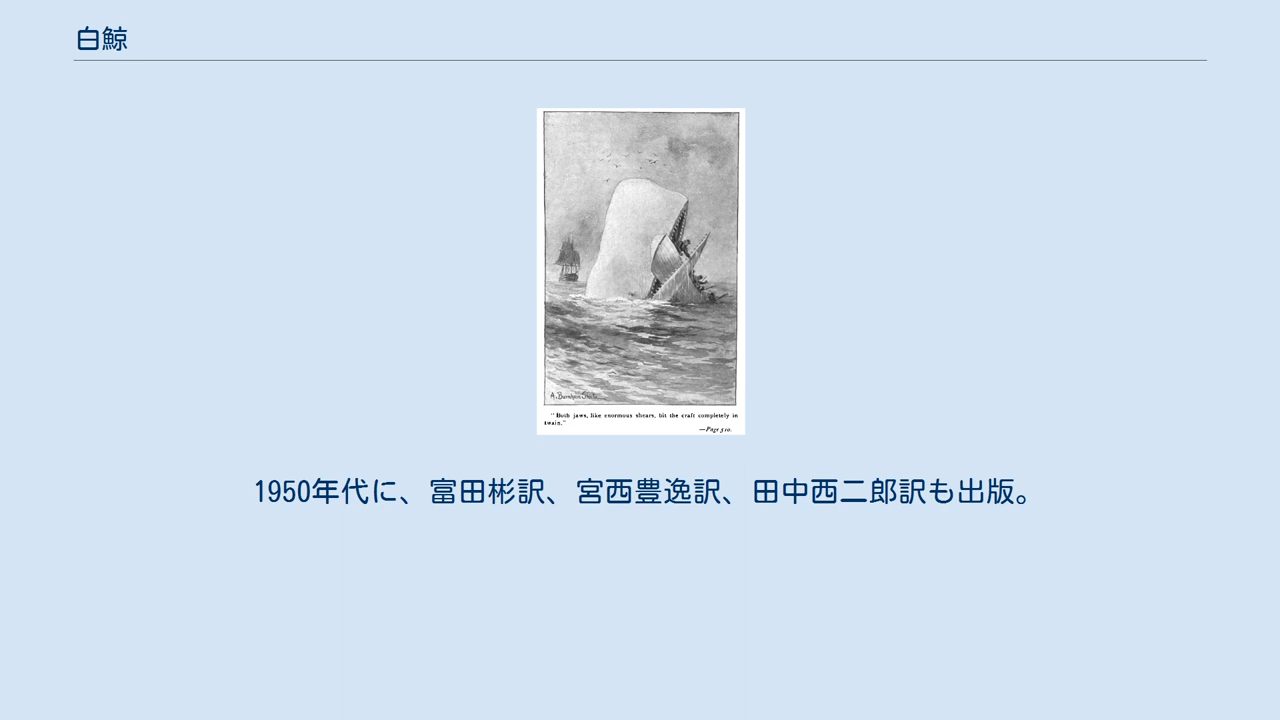 白鯨
A. Burnham Shute
"Both jaws, like enormous shears, bit the craft completely in
twain."
—Page 510.
1950年代に、富田彬訳、宮西豊逸訳、田中西二郎訳も出版。